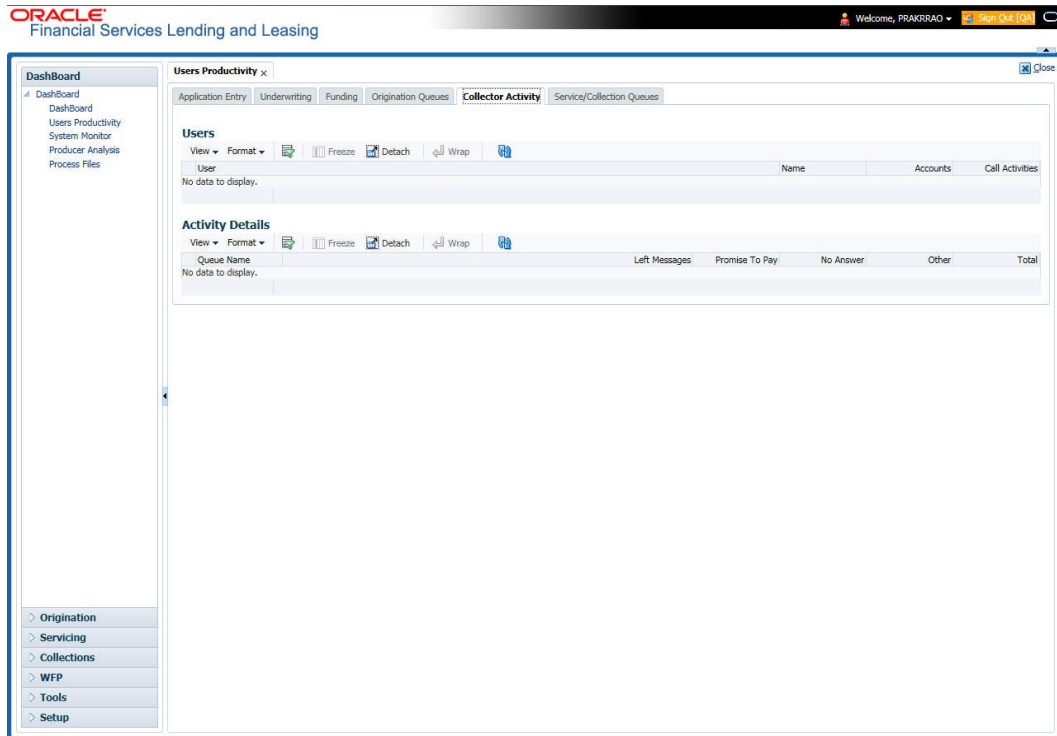 ORACLE
Financial Services Lending and Leasing
Welcome, PRAKRRAO
Sign Out [QA]
DashBoard
DashBoard
DashBoard
Users Productivity
System Monitor
Producer Analysis
Process Files
Origination
Servicing
Collections
WFP
Tools
Setup
Users Productivity x
Close
Application Entry Underwriting Funding Origination Queues Collector Activity Service/Collection Queues
Users
View Format Freeze Detach Wrap
User Name Accounts Call Activities
No data to display.
Activity Details
View Format Freeze Detach Wrap
Queue Name Left Messages Promise To Pay No Answer Other Total
No data to display.